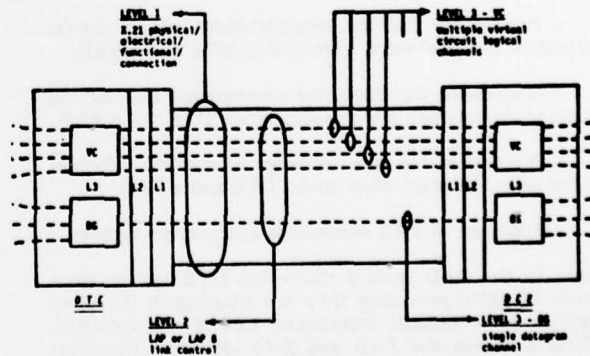 LEVEL 1
X.21 physical/
electrical/
functional/
connection
LEVEL 3 - VC
multiple virtual
circuit logical
channels
VC
L3
DG
L2
L1
DTE
VC
L1
L2
L3
DG
DCE
LEVEL 2
LAP or LAP B
link control
LEVEL 3 - DG
single datagram
channel